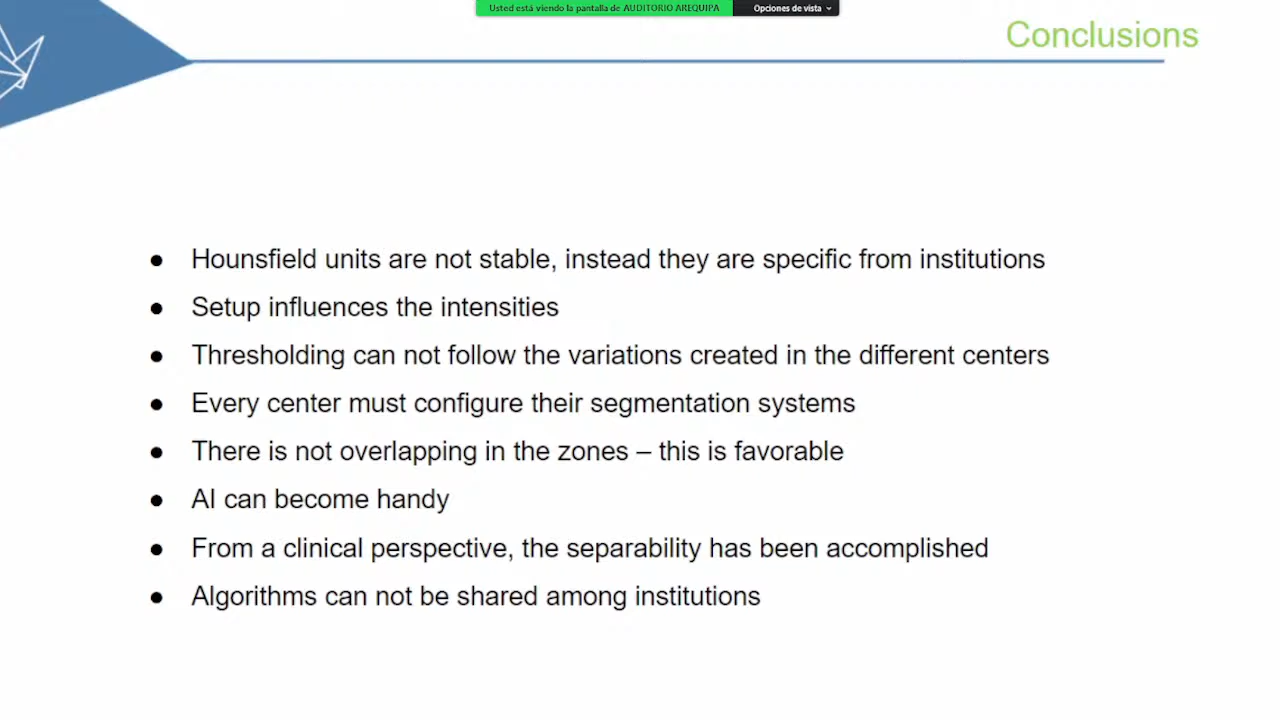 Usted está viendo la pantalla de AUDITORIO AREQUIPA Opciones de vista
Conclusions
● Hounsfield units are not stable, instead they are specific from institutions
● Setup influences the intensities
● Thresholding can not follow the variations created in the different centers
● Every center must configure their segmentation systems
● There is not overlapping in the zones – this is favorable
● AI can become handy
● From a clinical perspective, the separability has been accomplished
● Algorithms can not be shared among institutions